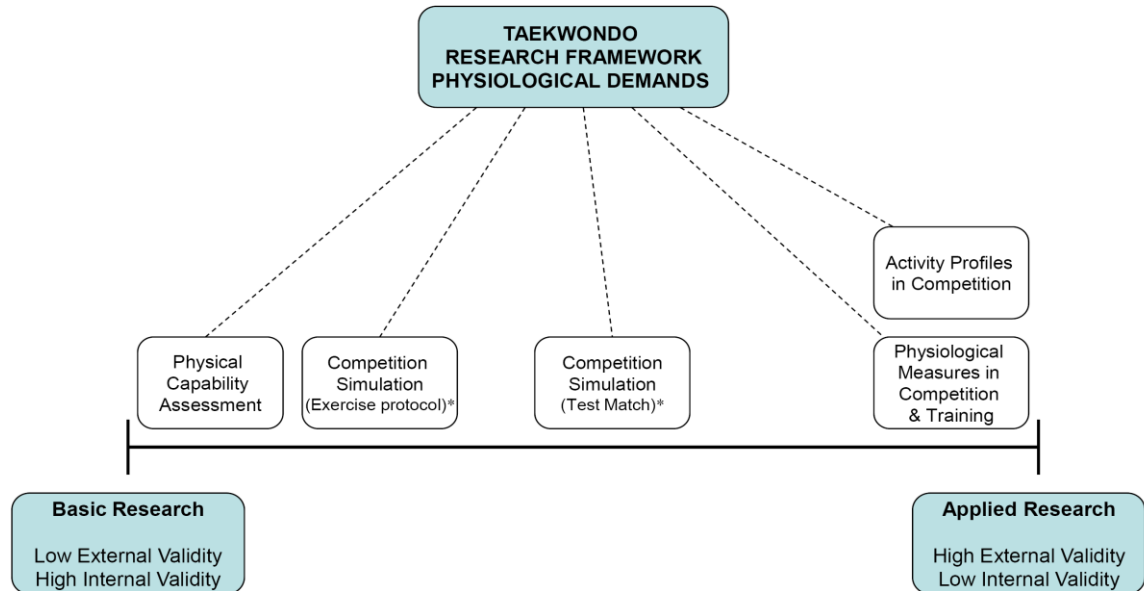 TAEKWONDO
RESEARCH FRAMEWORK
PHYSIOLOGICAL DEMANDS
Activity Profiles
in Competition
Physical
Capability
Assessment
Competition
Simulation
(Exercise protocol)*
Competition
Simulation
(Test Match)*
Physiological
Measures in
Competition
& Training
Basic Research
Low External Validity
High Internal Validity
Applied Research
High External Validity
Low Internal Validity